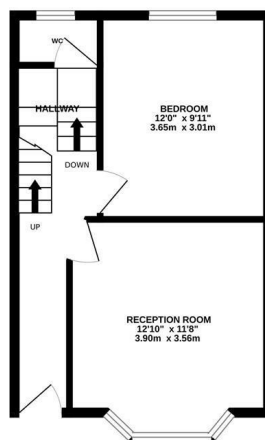 WC
HALLWAY
BEDROOM
12'0" x 9'11"
3.65m x 3.01m
DOWN
UP
RECEPTION ROOM
12'10" x 11'8"
3.90m x 3.56m